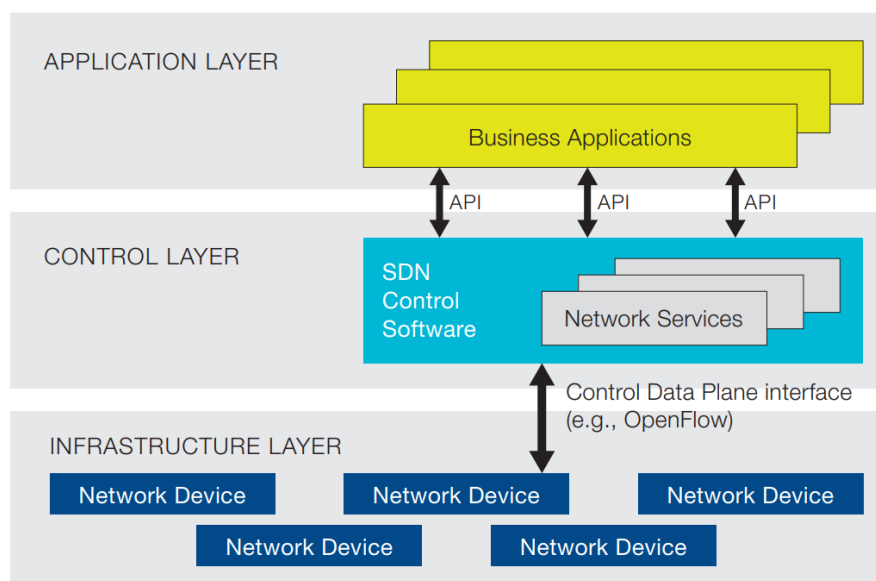 APPLICATION LAYER
Business Applications
API
API
API
CONTROL LAYER
SDN
Control
Software
Network Services
Control Data Plane interface
(e.g., OpenFlow)
INFRASTRUCTURE LAYER
Network Device
Network Device
Network Device
Network Device
Network Device